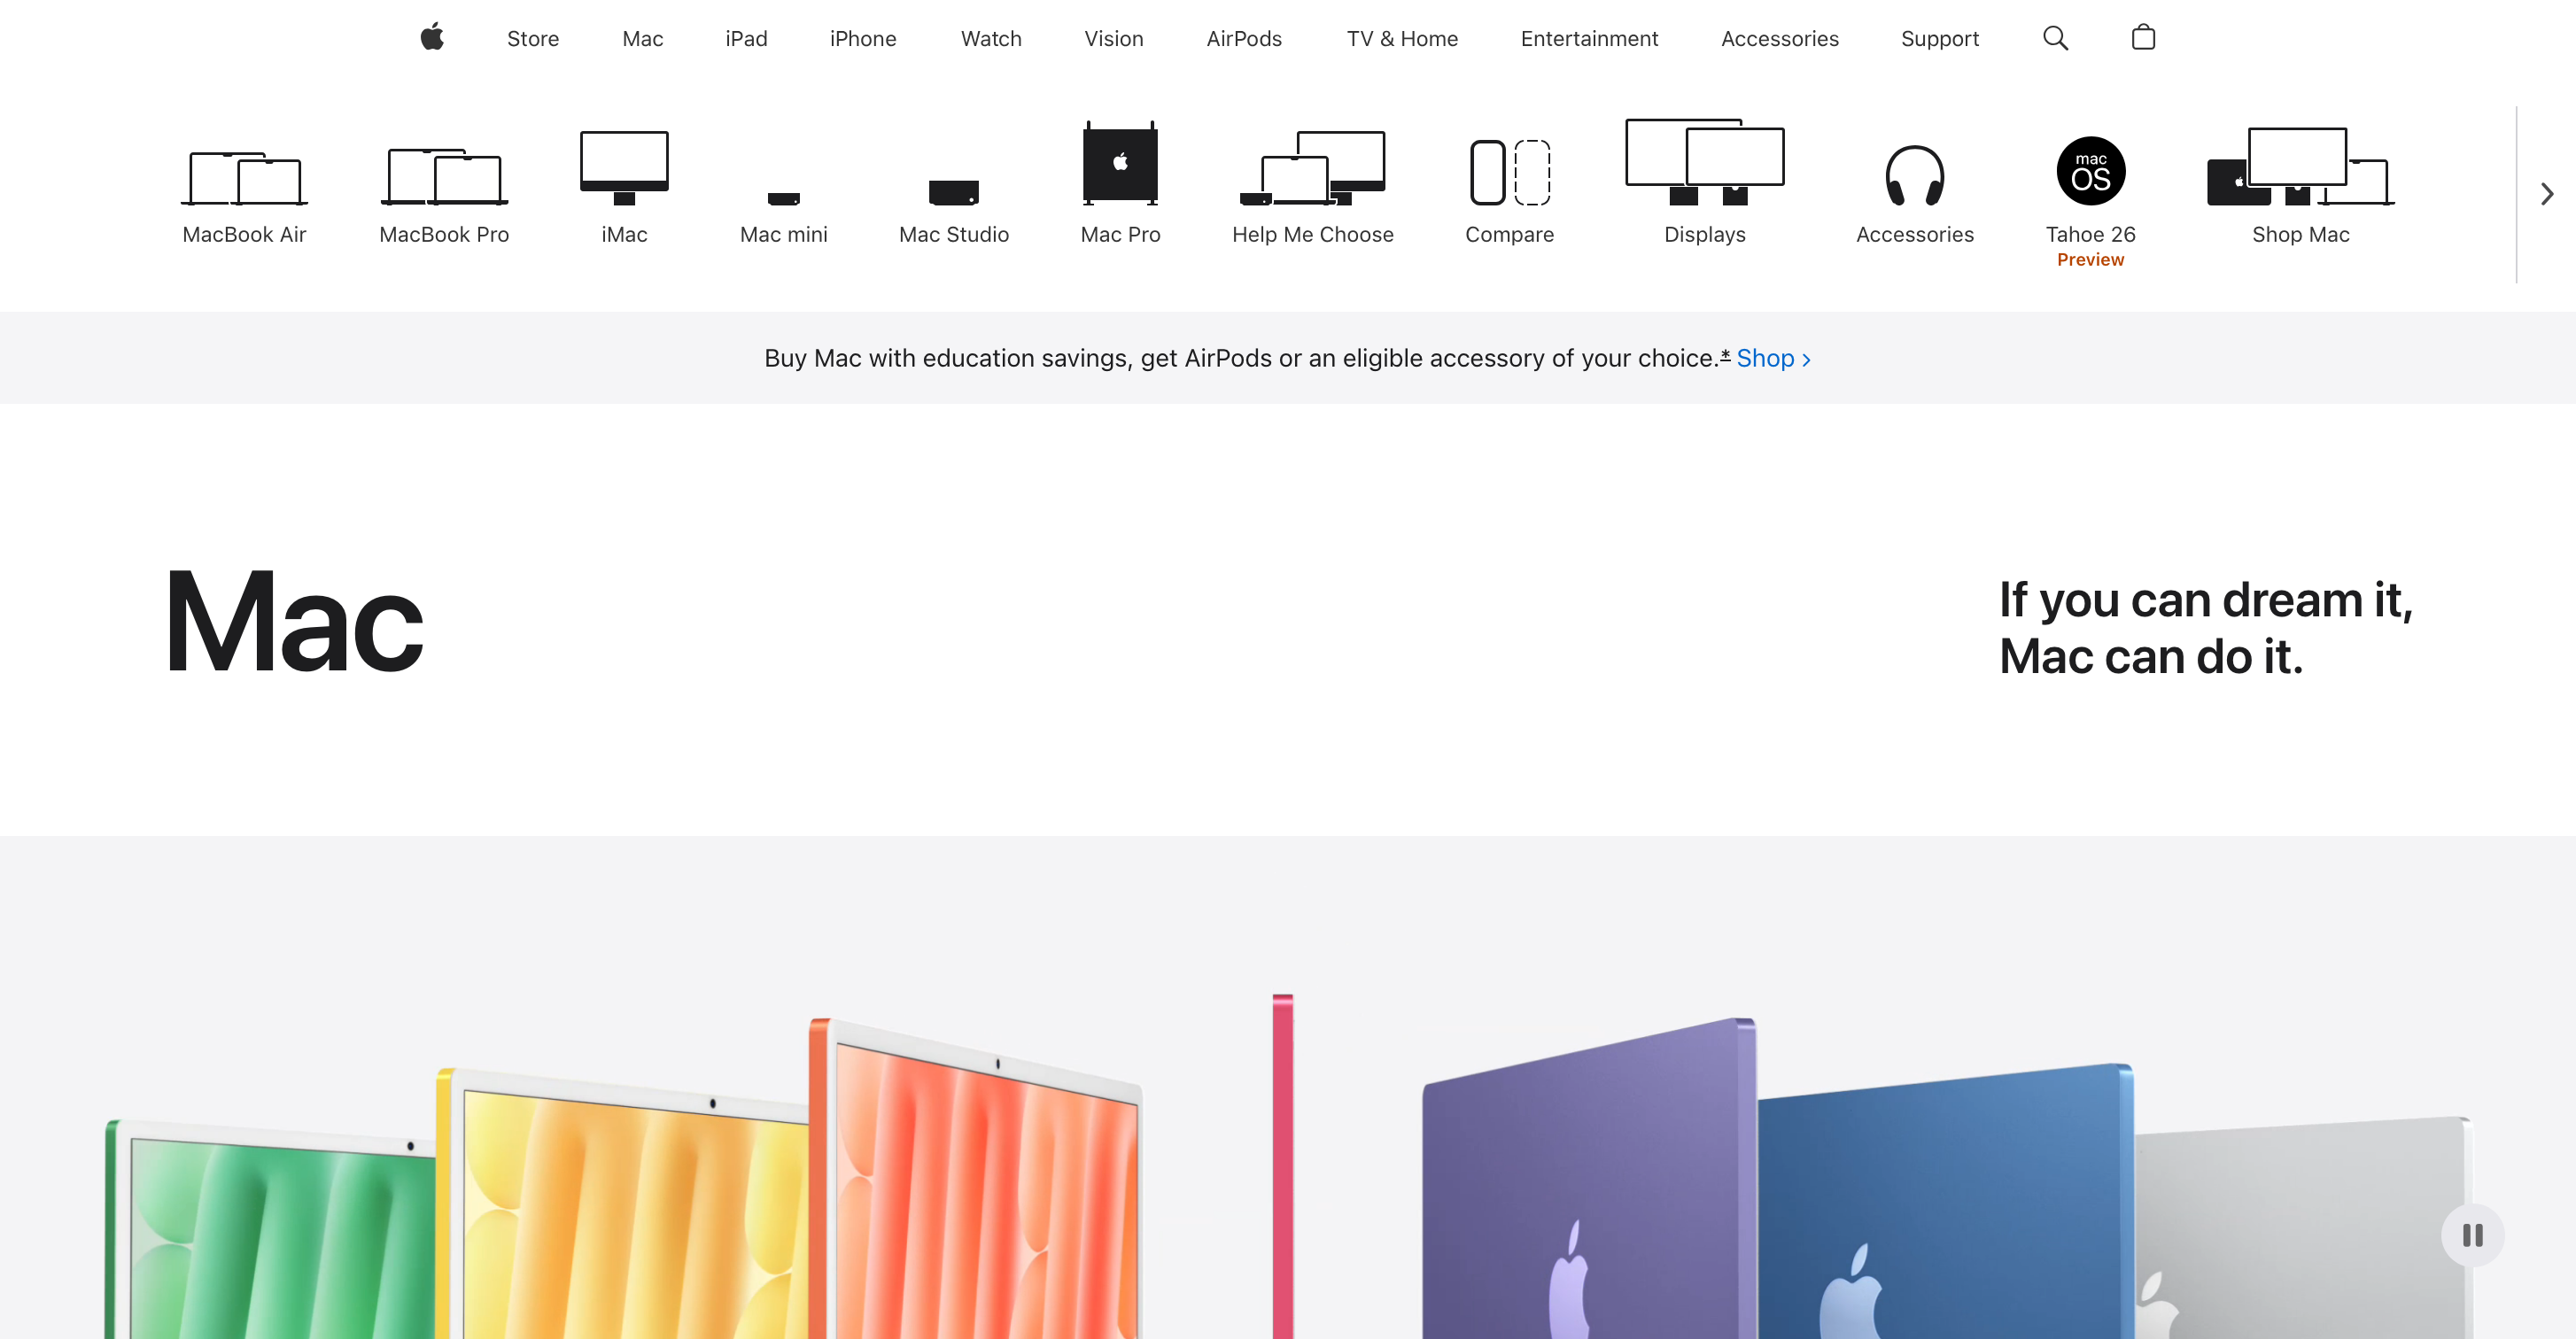 Store Mac iPad iPhone Watch Vision AirPods TV & Home Entertainment Accessories Support
mac
OS
MacBook Air MacBook Pro iMac Mac mini Mac Studio Mac Pro Help Me Choose Compare Displays Accessories Tahoe 26 Shop Mac
Preview
Buy Mac with education savings, get AirPods or an eligible accessory of your choice.* Shop >
Mac
If you can dream it,
Mac can do it.